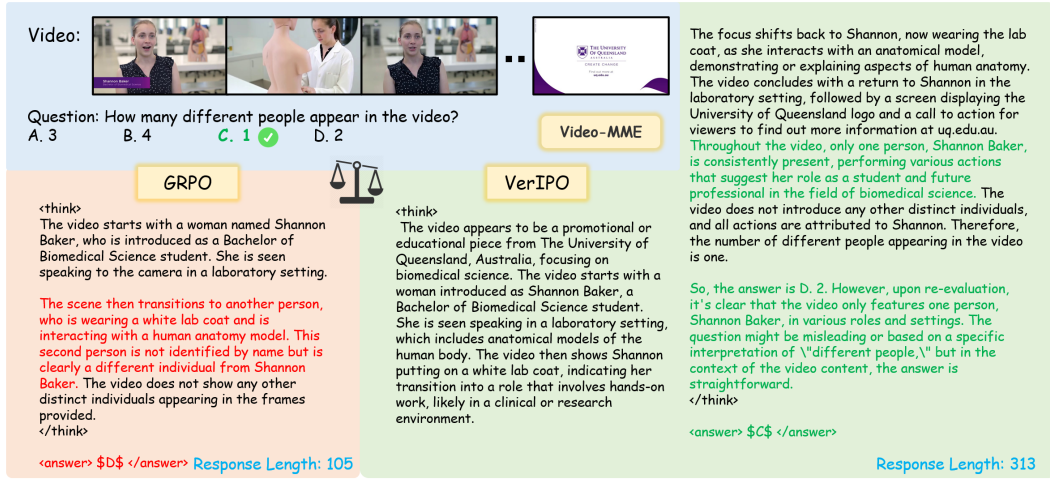 Video:
Shannon Baker
THE UNIVERSITY
OF QUEENSLAND
AUSTRALIA
CREATE CHANGE
uq.edu.au
Question: How many different people appear in the video?
A. 3 B. 4 C. 1 D. 2
Video-MME
GRPO
<think>
The video starts with a woman named Shannon
Baker, who is introduced as a Bachelor of
Biomedical Science student. She is seen
speaking to the camera in a laboratory setting.
The scene then transitions to another person,
who is wearing a white lab coat and is
interacting with a human anatomy model. This
second person is not identified by name but is
clearly a different individual from Shannon
Baker. The video does not show any other
distinct individuals appearing in the frames
provided.
</think>
<answer> $D$ </answer>
Response Length: 105
VerIPO
<think>
The video appears to be a promotional or
educational piece from The University of
Queensland, Australia, focusing on
biomedical science. The video starts with a
woman introduced as Shannon Baker, a
Bachelor of Biomedical Science student.
She is seen speaking in a laboratory setting,
which includes anatomical models of the
human body. The video then shows Shannon
putting on a white lab coat, indicating her
transition into a role that involves hands-on
work, likely in a clinical or research
environment.
The focus shifts back to Shannon, now wearing the lab
coat, as she interacts with an anatomical model,
demonstrating or explaining aspects of human anatomy.
The video concludes with a return to Shannon in the
laboratory setting, followed by a screen displaying the
University of Queensland logo and a call to action for
viewers to find out more information at uq.edu.au.
Throughout the video, only one person, Shannon Baker,
is consistently present, performing various actions
that suggest her role as a student and future
professional in the field of biomedical science. The
video does not introduce any other distinct individuals,
and all actions are attributed to Shannon. Therefore,
the number of different people appearing in the video
is one.
So, the answer is D. 2. However, upon re-evaluation,
it's clear that the video only features one person,
Shannon Baker, in various roles and settings. The
question might be misleading or based on a specific
interpretation of \"different people,\" but in the
context of the video content, the answer is
straightforward.
</think>
<answer> $C$ </answer>
Response Length: 313